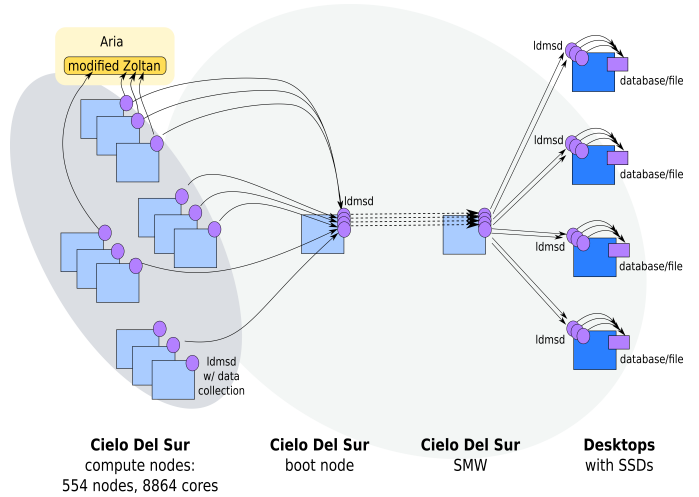 Aria
modified Zoltan
ldmsd
database/file
ldmsd
database/file
ldmsd
ldmsd
database/file
ldmsd
database/file
ldmsd
w/ data
collection
Cielo Del Sur
compute nodes:
554 nodes, 8864 cores
Cielo Del Sur
boot node
Cielo Del Sur
SMW
Desktops
with SSDs